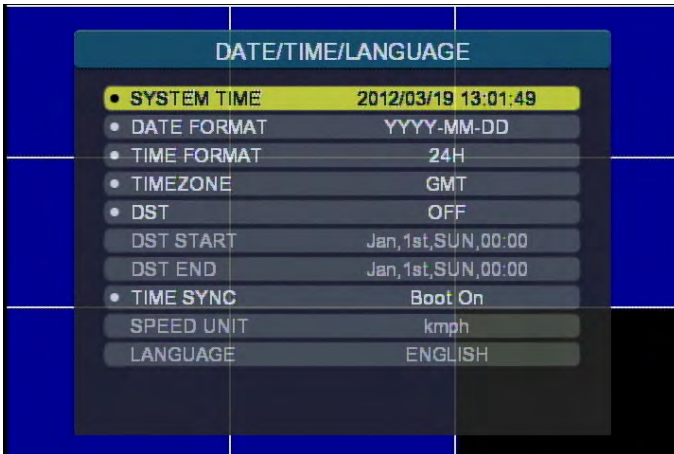 DATE/TIME/LANGUAGE
SYSTEM TIME 2012/03/19 13:01:49
DATE FORMAT YYYY-MM-DD
TIME FORMAT 24H
TIMEZONE GMT
DST OFF
DST START Jan,1st,SUN,00:00
DST END Jan,1st,SUN,00:00
TIME SYNC Boot On
SPEED UNIT kmph
LANGUAGE ENGLISH